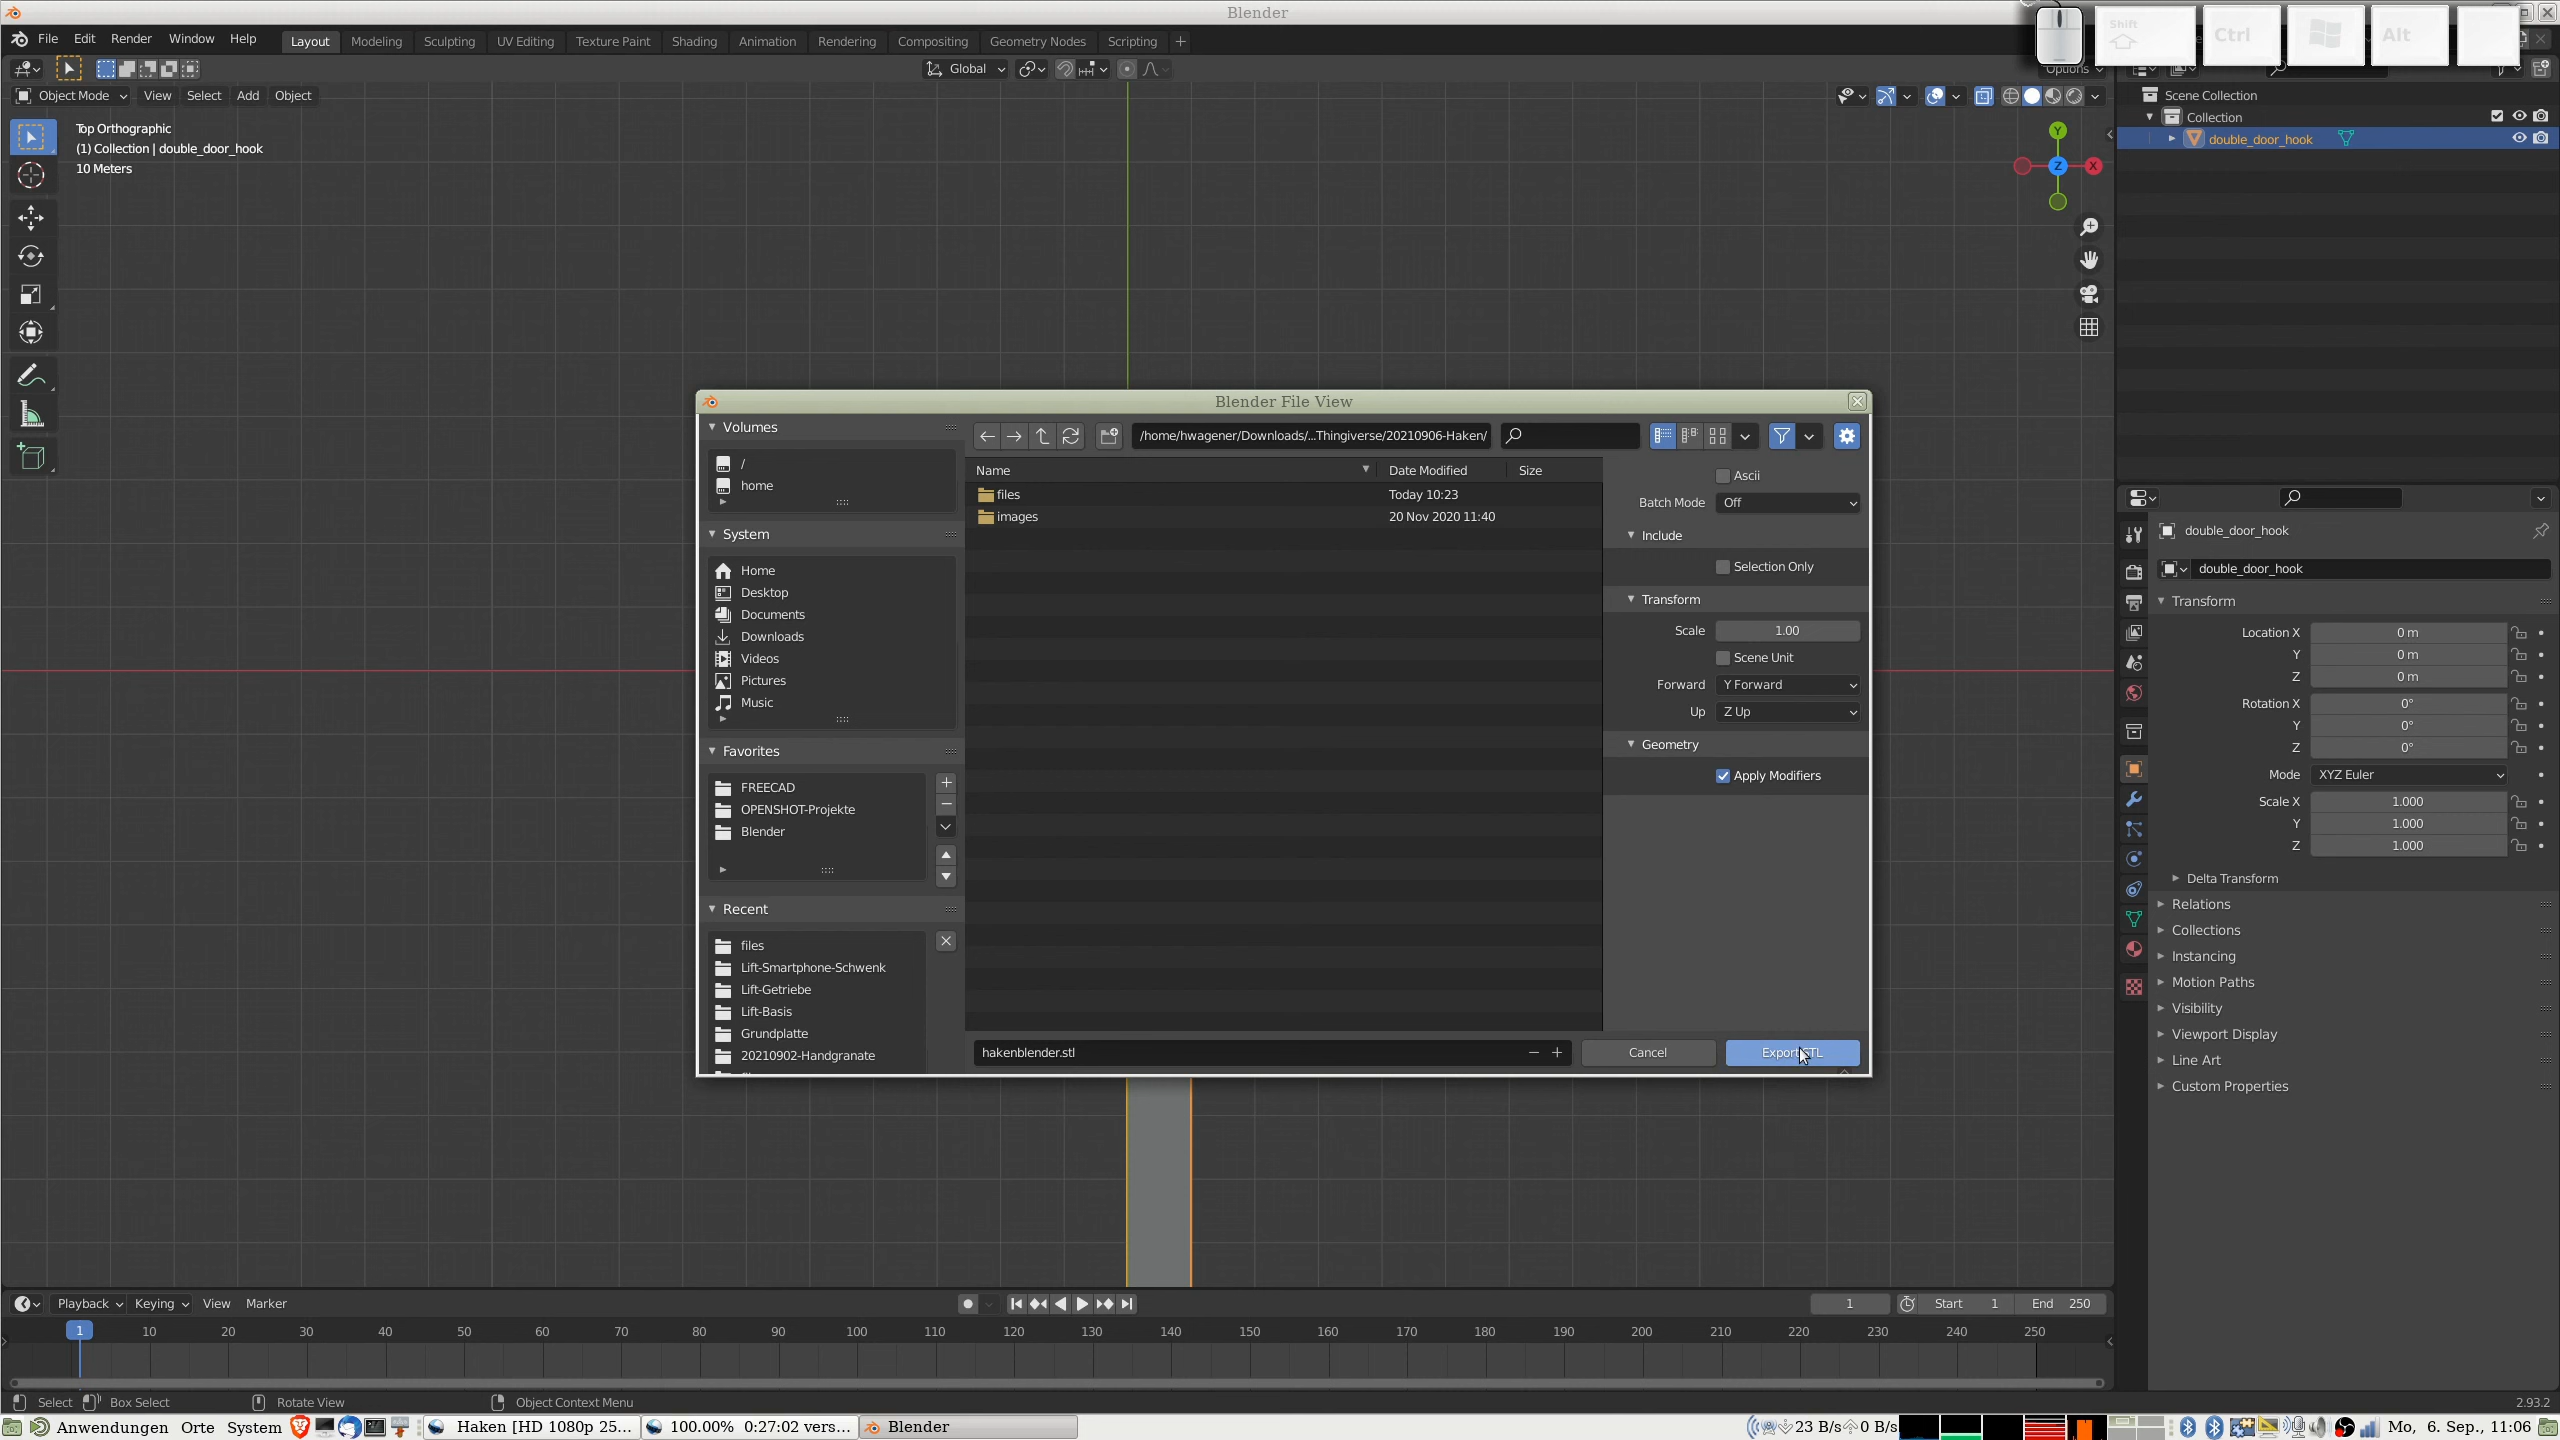 Blender
File Edit Render Window Help Layout Modeling Sculpting UV Editing Texture Paint Shading Animation Rendering Compositing Geometry Nodes Scripting +
Shift Ctrl Alt
Global Options
Object Mode View Select Add Object
Top Orthographic
(1) Collection | double_door_hook
10 Meters
Y
Z X
Scene Collection
Collection
double_door_hook
Blender File View
Volumes
/
home
System
Home
Desktop
Documents
Downloads
Videos
Pictures
Music
Favorites
FREECAD
OPENSHOT-Projekte
Blender
Recent
files
Lift-Smartphone-Schwenk
Lift-Getriebe
Lift-Basis
Grundplatte
20210902-Handgranate
/home/hwagener/Downloads/...Thingiverse/20210906-Haken/
Name Date Modified Size
files Today 10:23
images 20 Nov 2020 11:40
Ascii
Batch Mode Off
Include
Selection Only
Transform
Scale 1.00
Scene Unit
Forward Y Forward
Up Z Up
Geometry
Apply Modifiers
hakenblender.stl Cancel Export STL
double_door_hook
double_door_hook
Transform
Location X 0 m
Y 0 m
Z 0 m
Rotation X 0°
Y 0°
Z 0°
Mode XYZ Euler
Scale X 1.000
Y 1.000
Z 1.000
Delta Transform
Relations
Collections
Instancing
Motion Paths
Visibility
Viewport Display
Line Art
Custom Properties
Playback Keying View Marker 1 Start 1 End 250
1 10 20 30 40 50 60 70 80 90 100 110 120 130 140 150 160 170 180 190 200 210 220 230 240 250
Select Box Select Rotate View Object Context Menu 2.93.2
Anwendungen Orte System Haken [HD 1080p 25... 100.00% 0:27:02 vers... Blender 23 B/s 0 B/s Mo, 6. Sep., 11:06